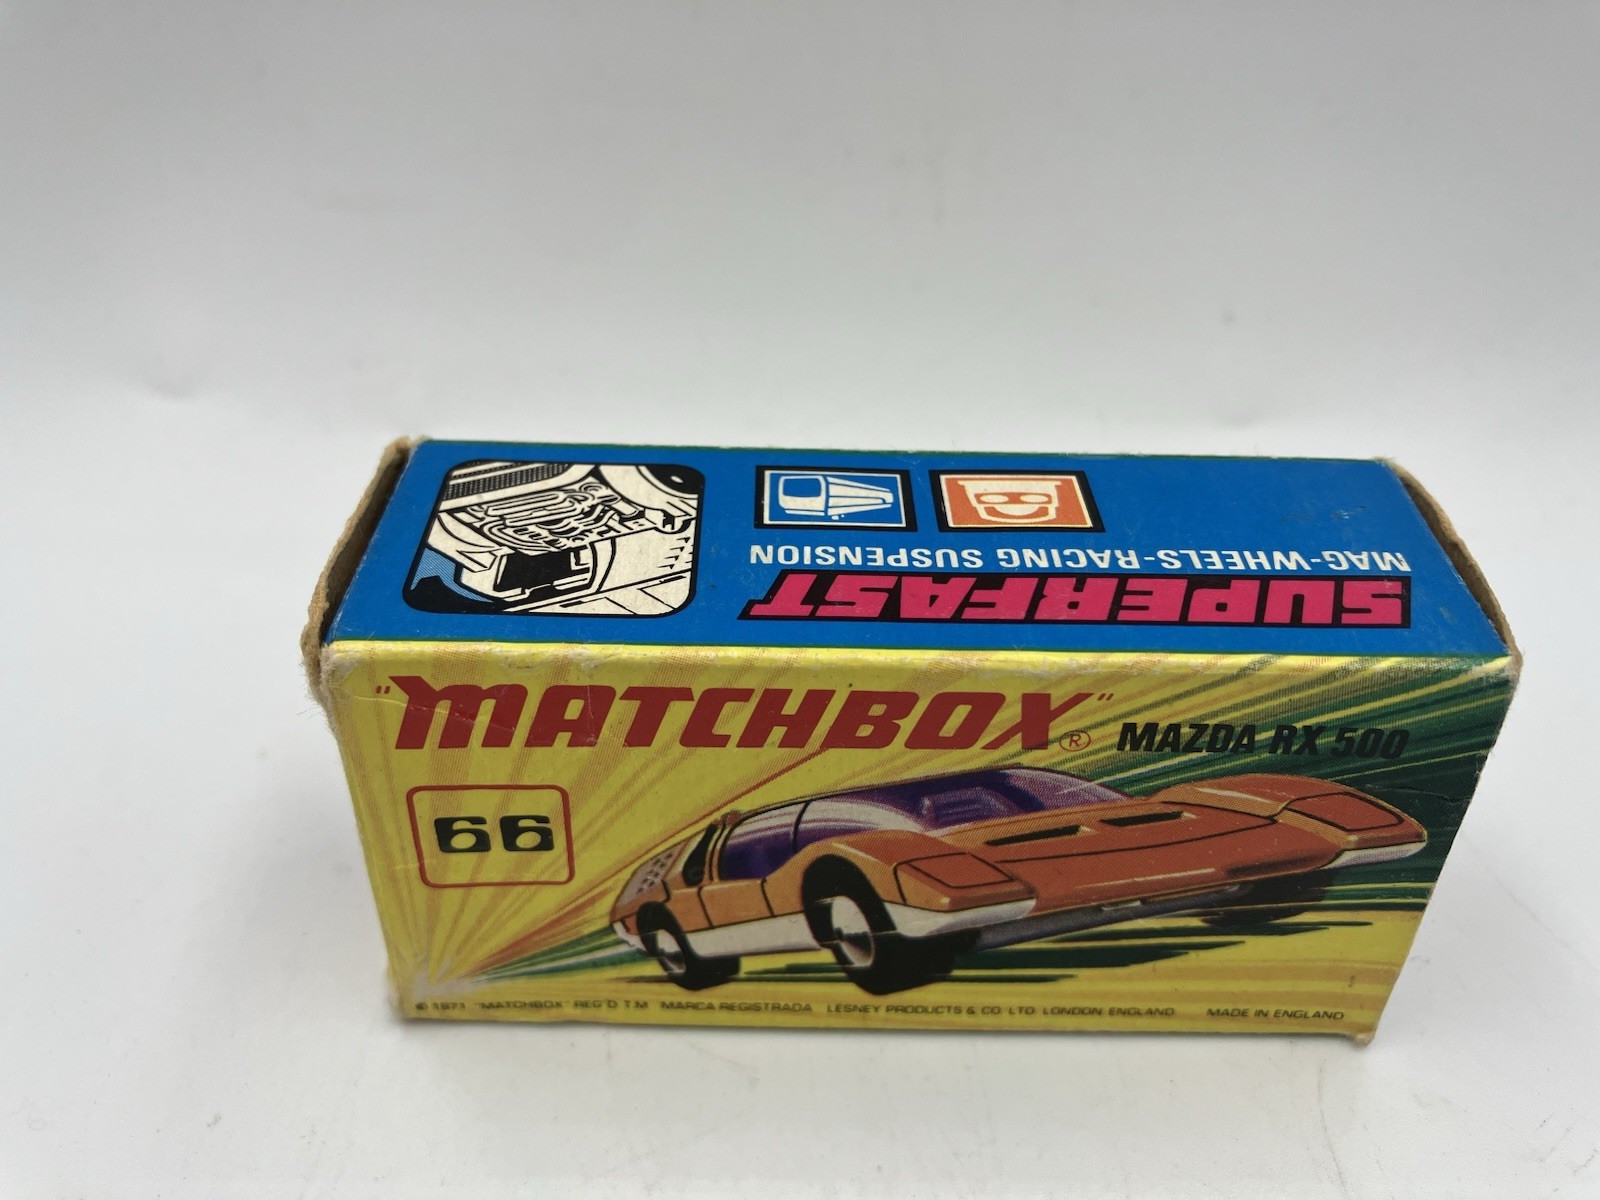 SUPERFAST
MAG-WHEELS-RACING SUSPENSION
"MATCHBOX"® MAZDA RX 500
66
© 1971 "MATCHBOX" REG'D T.M. MARCA REGISTRADA LESNEY PRODUCTS & CO. LTD. LONDON ENGLAND MADE IN ENGLAND